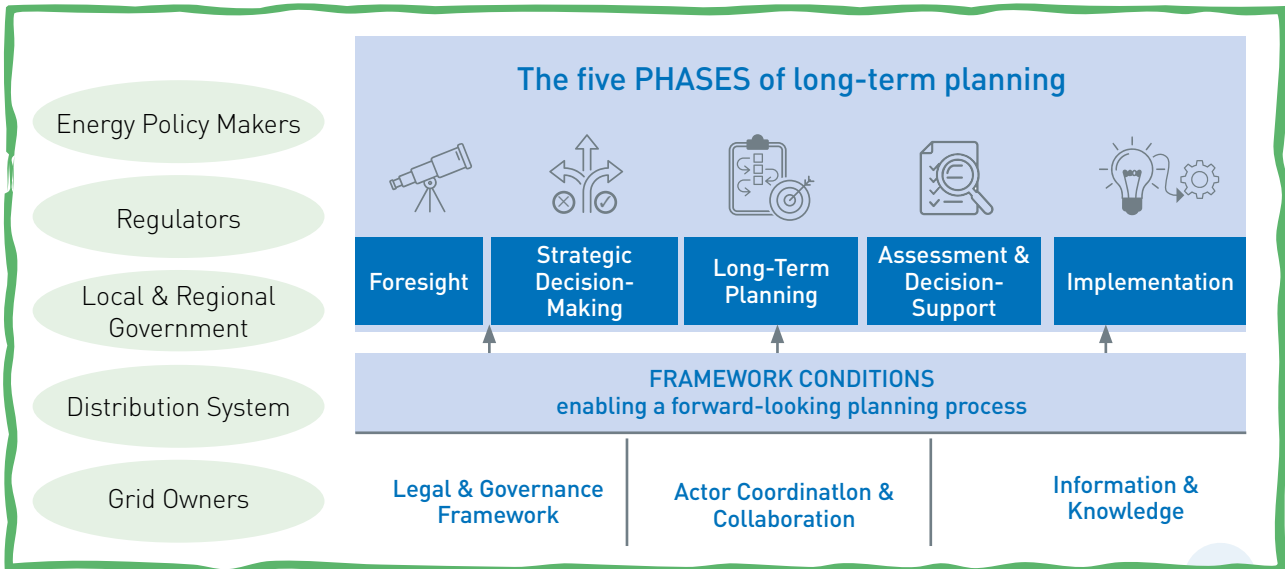 Energy Policy Makers
Regulators
Local & Regional
Government
Distribution System
Grid Owners
The five PHASES of long-term planning
Foresight
Strategic
Decision-
Making
Long-Term
Planning
Assessment &
Decision-
Support
Implementation
FRAMEWORK CONDITIONS
enabling a forward-looking planning process
Legal & Governance
Framework
Actor Coordination &
Collaboration
Information &
Knowledge